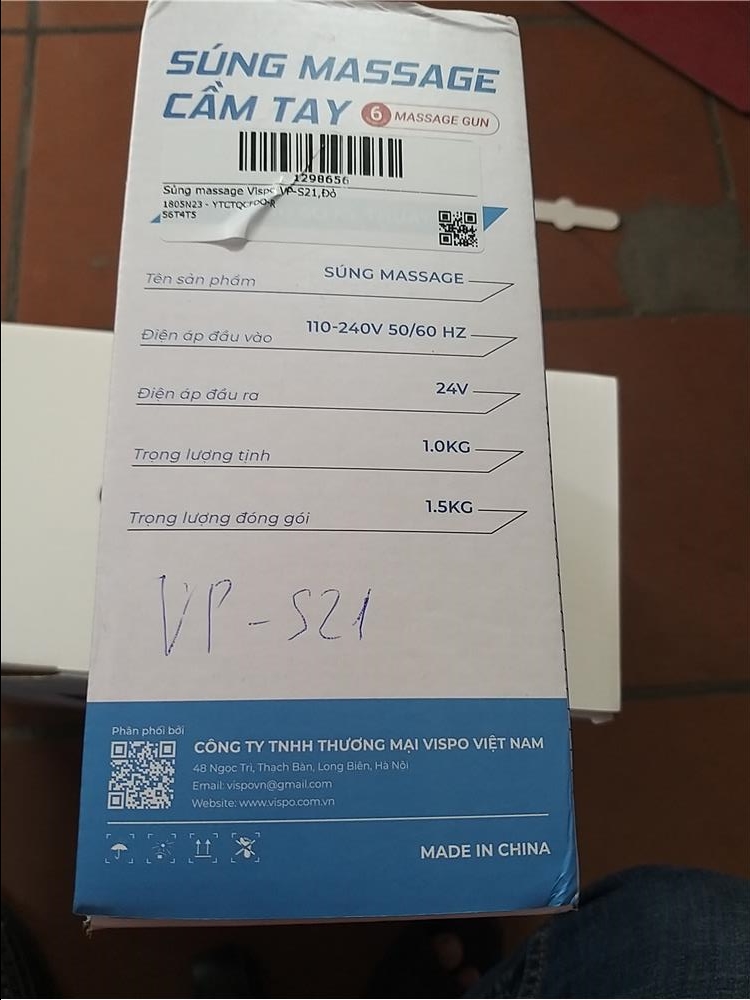 SÚNG MASSAGE
CẦM TAY
6 MASSAGE GUN
1298656
Súng massage Vispo VP-S21,Đỏ
1805N23 -
S6T4T5
Tên sản phẩm SÚNG MASSAGE
Điện áp đầu vào 110-240V 50/60 HZ
Điện áp đầu ra 24V
Trọng lượng tịnh 1.0KG
Trọng lượng đóng gói 1.5KG
VP-S21
Phân phối bởi
CÔNG TY TNHH THƯƠNG MẠI VISPO VIỆT NAM
48 Ngọc Trì, Thạch Bàn, Long Biên, Hà Nội
Email: vispovn@gmail.com
Website: www.vispo.com.vn
MADE IN CHINA